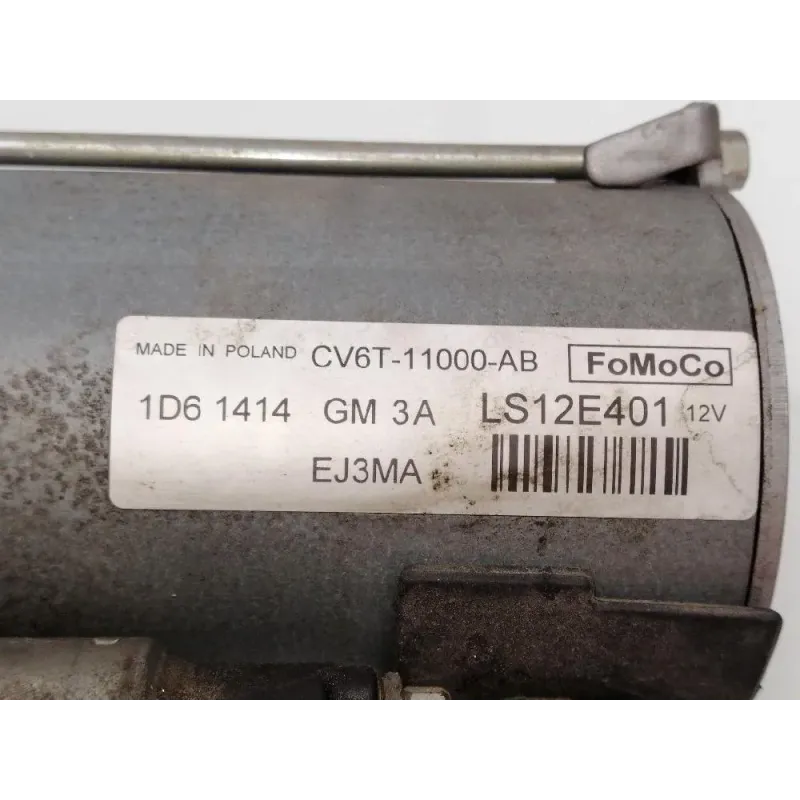 MADE IN POLAND CV6T-11000-AB FoMoCo
1D6 1414 GM 3A LS12E401 12V
EJ3MA